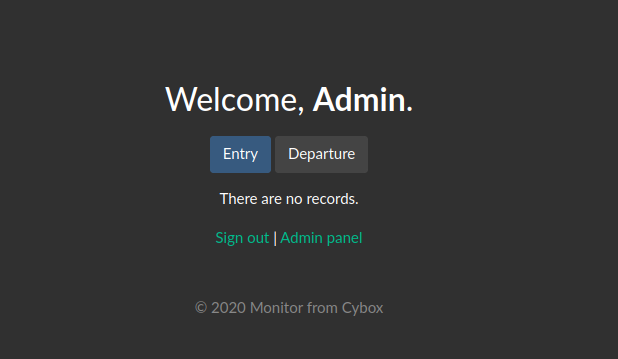 Welcome, Admin.
Entry Departure
There are no records.
Sign out | Admin panel
© 2020 Monitor from Cybox